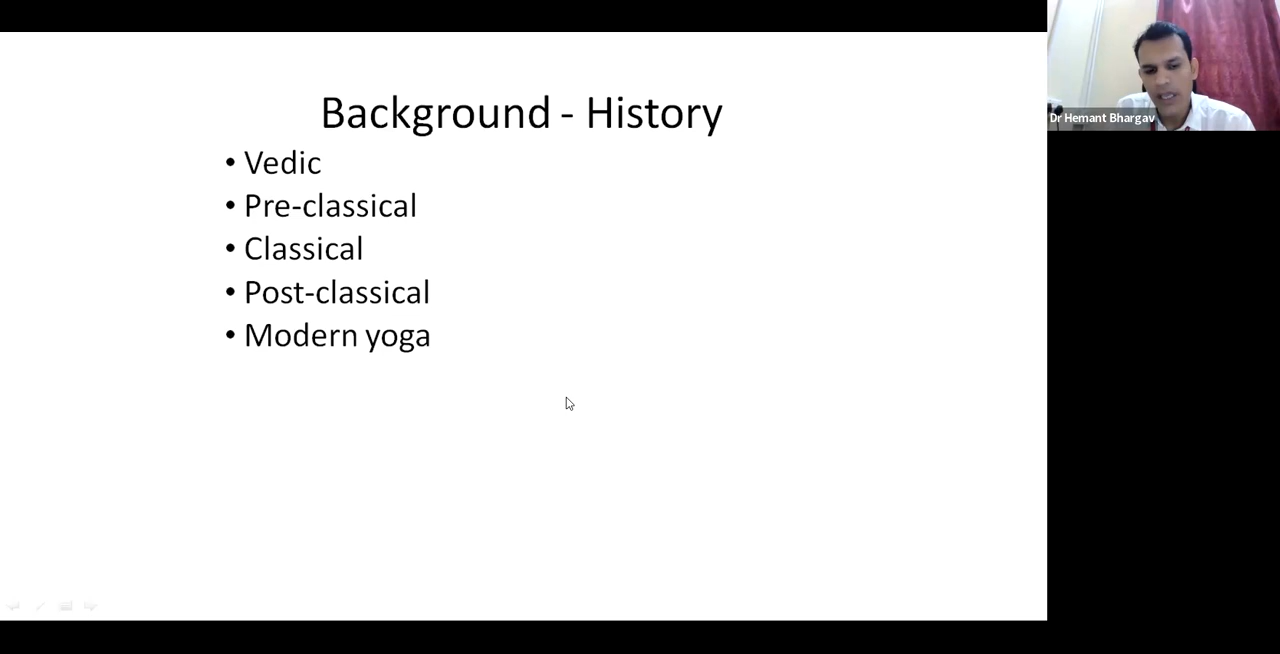 Background - History
• Vedic
• Pre-classical
• Classical
• Post-classical
• Modern yoga
Dr Hemant Bhargav